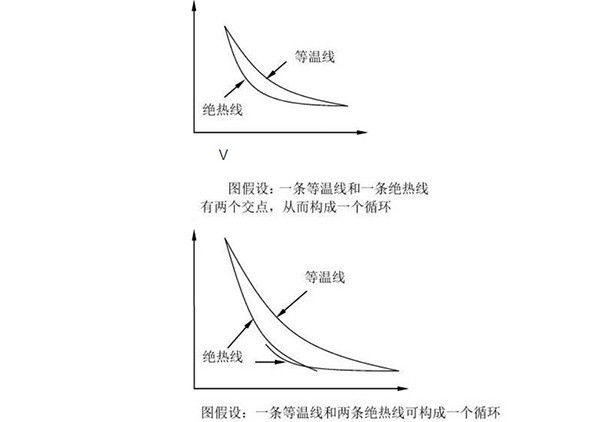 等温线
绝热线
V
图假设：一条等温线和一条绝热线
有两个交点，从而构成一个循环
等温线
绝热线
图假设：一条等温线和两条绝热线可构成一个循环